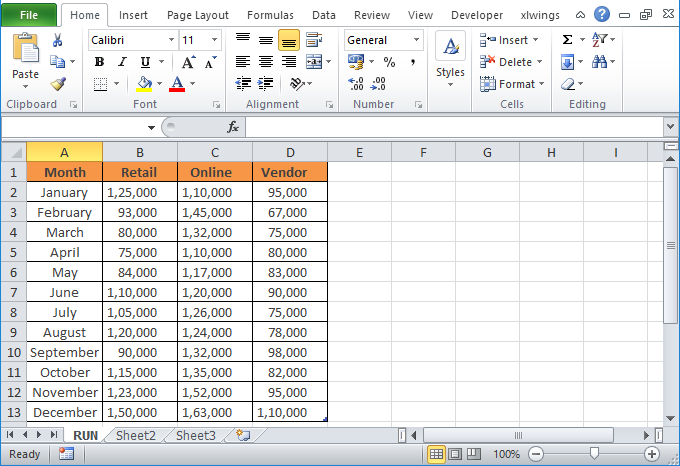 File Home Insert Page Layout Formulas Data Review View Developer xlwings
Calibri 11 General Insert Σ
Paste B I U A A % , Styles Delete
A Format
Clipboard Font Alignment Number Cells Editing
fx
A B C D E F G H I
1 Month Retail Online Vendor
2 January 1,25,000 1,10,000 95,000
3 February 93,000 1,45,000 67,000
4 March 80,000 1,32,000 75,000
5 April 75,000 1,10,000 80,000
6 May 84,000 1,17,000 83,000
7 June 1,10,000 1,20,000 90,000
8 July 1,05,000 1,26,000 75,000
9 August 1,20,000 1,24,000 78,000
10 September 90,000 1,32,000 98,000
11 October 1,15,000 1,35,000 82,000
12 November 1,23,000 1,52,000 95,000
13 December 1,50,000 1,63,000 1,10,000
RUN Sheet2 Sheet3
Ready 100%